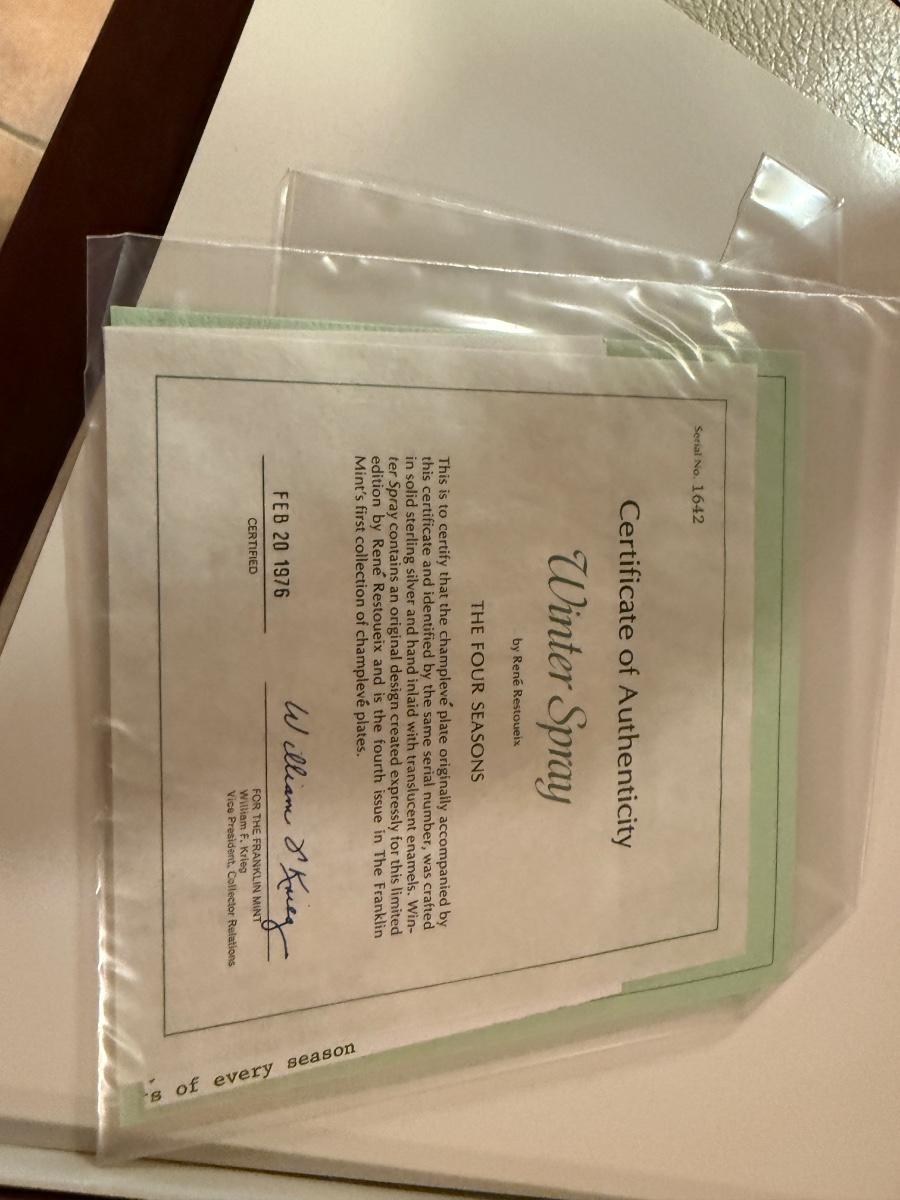 Serial No. 1642
Certificate of Authenticity
Winter Spray
by René Restoueix
THE FOUR SEASONS
This is to certify that the champlevé plate originally accompanied by
this certificate and identified by the same serial number, was crafted
in solid sterling silver and hand inlaid with translucent enamels. Win-
ter Spray contains an original design created expressly for this limited
edition by René Restoueix and is the fourth issue in The Franklin
Mint's first collection of champlevé plates.
FEB 20 1976
CERTIFIED
William F Krieg
FOR THE FRANKLIN MINT
William F. Krieg
Vice President, Collector Relations
s of every season